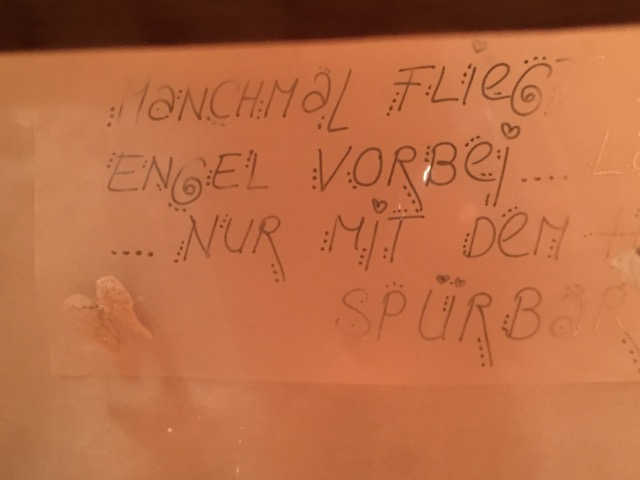 MANCHMAL FLIEGT
ENGEL VORBEI....
.... NUR MIT DEM
SPÜRBAR